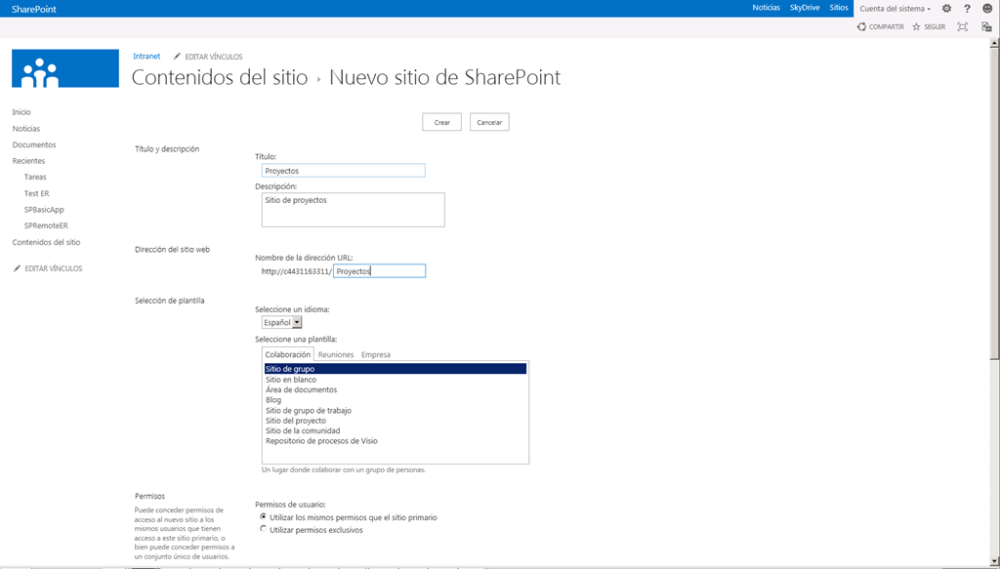 SharePoint
Noticias SkyDrive Sitios Cuenta del sistema ?
COMPARTIR SEGUIR
Intranet EDITAR VÍNCULOS
Contenidos del sitio › Nuevo sitio de SharePoint
Inicio
Noticias
Documentos
Recientes
Tareas
Test ER
SPBasicApp
SPRemoteER
Contenidos del sitio
EDITAR VÍNCULOS
Crear Cancelar
Título y descripción
Título:
Proyectos
Descripción:
Sitio de proyectos
Dirección del sitio web
Nombre de la dirección URL:
http://c4431163311/ Proyectos
Selección de plantilla
Seleccione un idioma:
Español
Seleccione una plantilla:
Colaboración Reuniones Empresa
Sitio de grupo
Sitio en blanco
Área de documentos
Blog
Sitio de grupo de trabajo
Sitio del proyecto
Sitio de la comunidad
Repositorio de procesos de Visio
Un lugar donde colaborar con un grupo de personas.
Permisos
Puede conceder permisos de
acceso al nuevo sitio a los
mismos usuarios que tienen
acceso a este sitio primario, o
bien puede conceder permisos a
un conjunto único de usuarios.
Permisos de usuario:
Utilizar los mismos permisos que el sitio primario
Utilizar permisos exclusivos